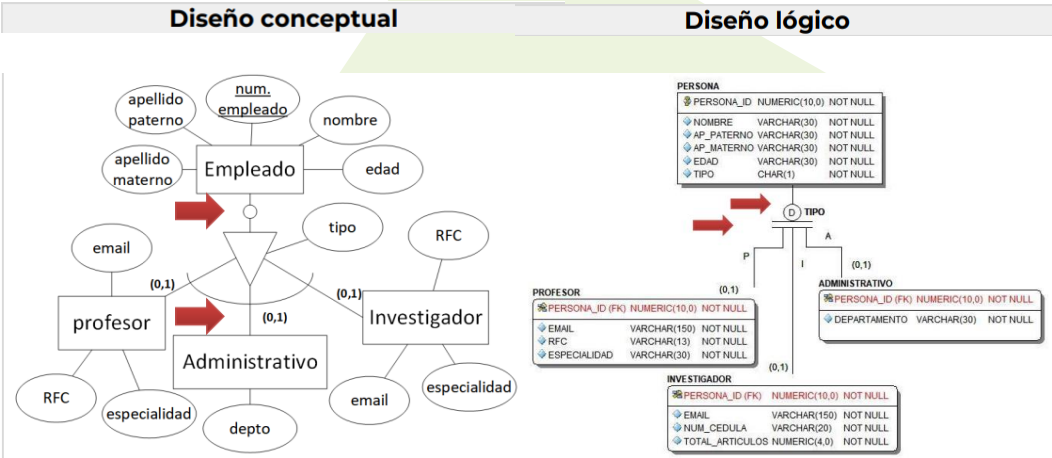 Diseño conceptual
Diseño lógico
num.
empleado
apellido
paterno
nombre
apellido
materno
Empleado
edad
tipo
RFC
email
(0,1)
(0,1)
(0,1)
profesor
Investigador
Administrativo
RFC
especialidad
depto
email
especialidad
PERSONA
PERSONA_ID NUMERIC(10,0) NOT NULL
NOMBRE VARCHAR(30) NOT NULL
AP_PATERNO VARCHAR(30) NOT NULL
AP_MATERNO VARCHAR(30) NOT NULL
EDAD VARCHAR(30) NOT NULL
TIPO CHAR(1) NOT NULL
D TIPO
P
I
A
(0,1)
(0,1)
(0,1)
PROFESOR
PERSONA_ID (FK) NUMERIC(10,0) NOT NULL
EMAIL VARCHAR(150) NOT NULL
RFC VARCHAR(13) NOT NULL
ESPECIALIDAD VARCHAR(30) NOT NULL
ADMINISTRATIVO
PERSONA_ID (FK) NUMERIC(10,0) NOT NULL
DEPARTAMENTO VARCHAR(30) NOT NULL
INVESTIGADOR
PERSONA_ID (FK) NUMERIC(10,0) NOT NULL
EMAIL VARCHAR(150) NOT NULL
NUM_CEDULA VARCHAR(20) NOT NULL
TOTAL_ARTICULOS NUMERIC(4,0) NOT NULL